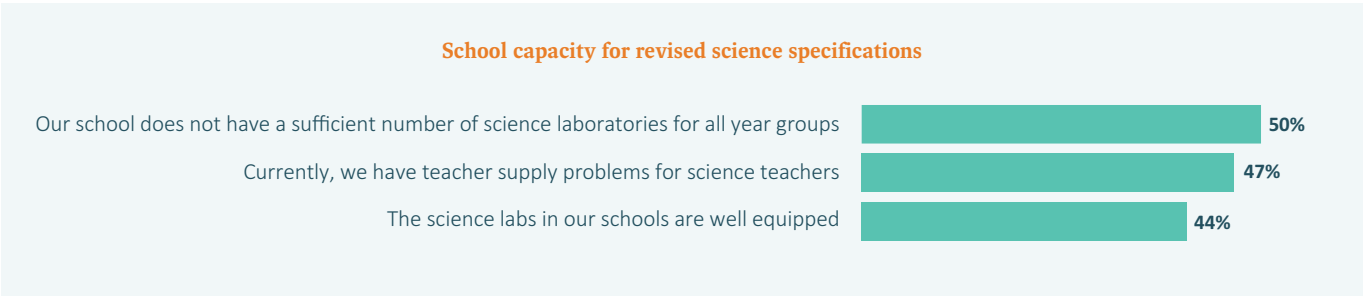 School capacity for revised science specifications
Our school does not have a sufficient number of science laboratories for all year groups 50%
Currently, we have teacher supply problems for science teachers 47%
The science labs in our schools are well equipped 44%